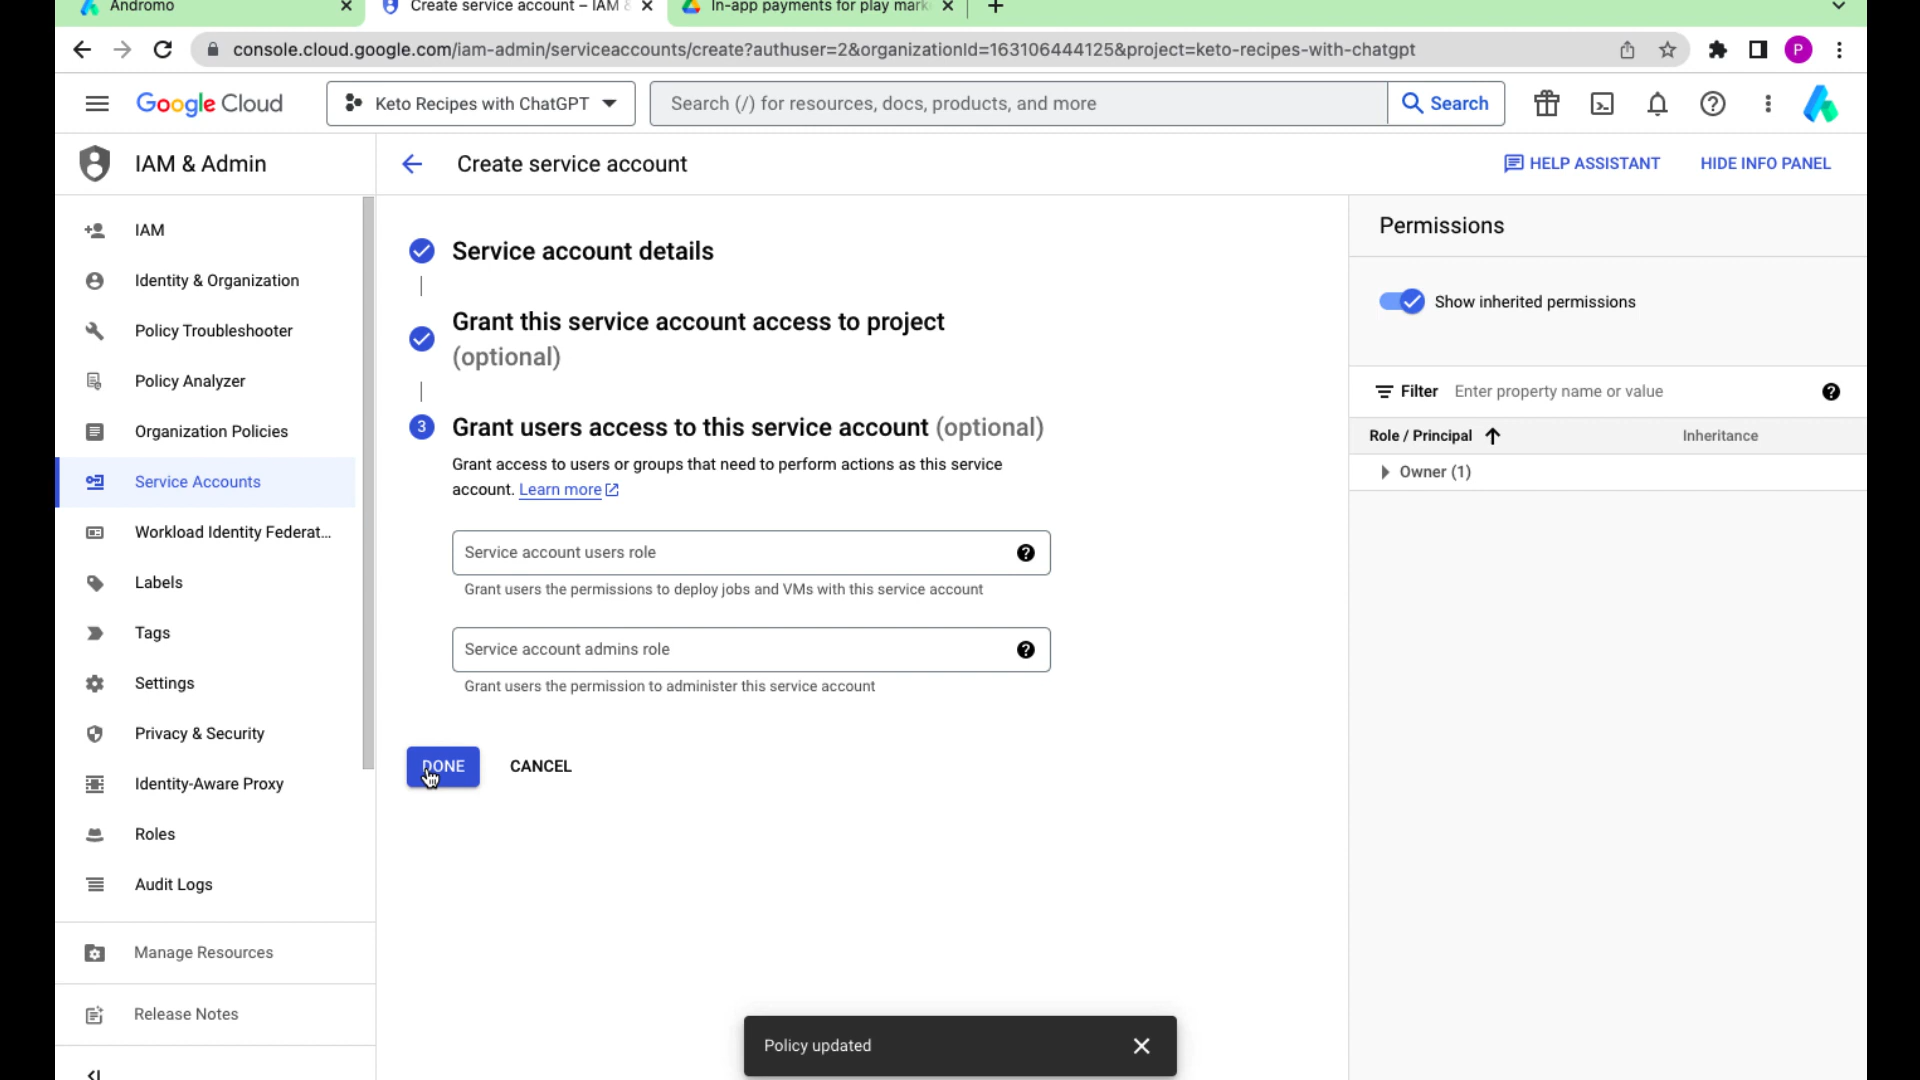 Andromo
Create service account – IAM &
In-app payments for play mark
console.cloud.google.com/iam-admin/serviceaccounts/create?authuser=2&organizationId=163106444125&project=keto-recipes-with-chatgpt
P
Google Cloud
Keto Recipes with ChatGPT
Search (/) for resources, docs, products, and more
Search
IAM & Admin
Create service account
HELP ASSISTANT
HIDE INFO PANEL
IAM
Identity & Organization
Policy Troubleshooter
Policy Analyzer
Organization Policies
Service Accounts
Workload Identity Federat...
Labels
Tags
Settings
Privacy & Security
Identity-Aware Proxy
Roles
Audit Logs
Manage Resources
Release Notes
Service account details
Grant this service account access to project
(optional)
3
Grant users access to this service account (optional)
Grant access to users or groups that need to perform actions as this service
account. Learn more
Service account users role
Grant users the permissions to deploy jobs and VMs with this service account
Service account admins role
Grant users the permission to administer this service account
DONE
CANCEL
Permissions
Show inherited permissions
Filter Enter property name or value
Role / Principal
Inheritance
Owner (1)
Policy updated